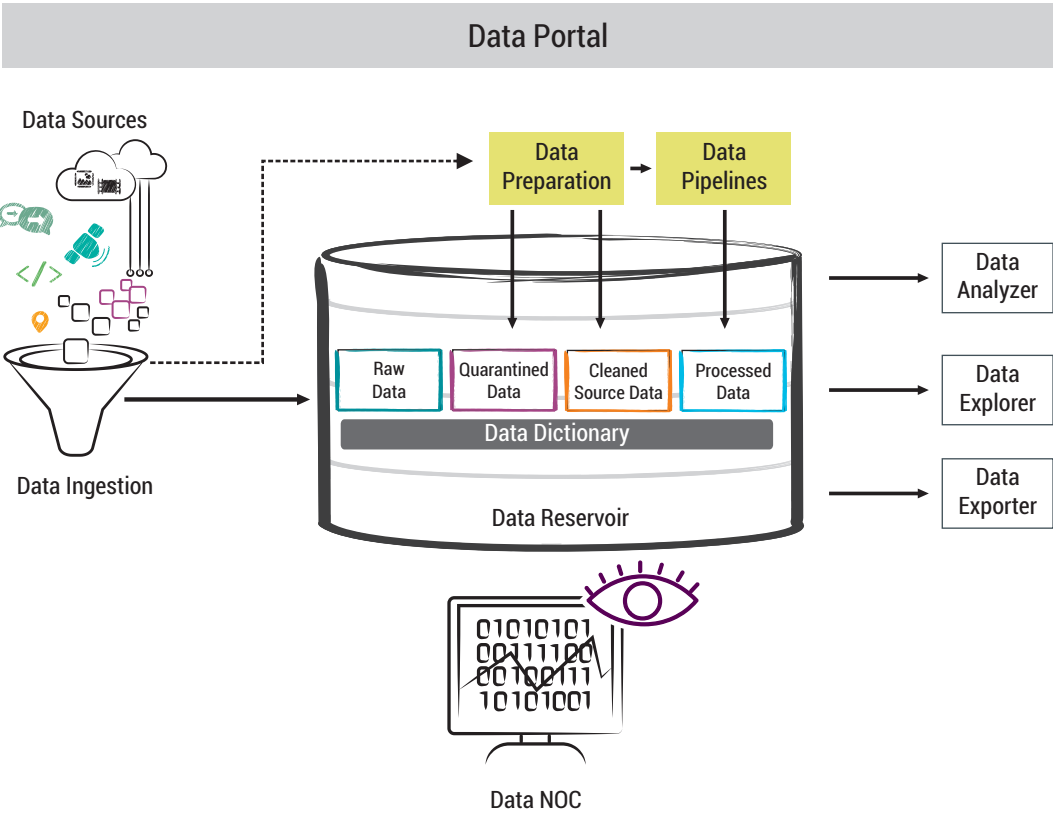 Data Portal
Data Sources
</>
Data
Preparation
Data
Pipelines
Data Ingestion
Raw
Data
Quarantined
Data
Cleaned
Source Data
Processed
Data
Data Dictionary
Data Reservoir
Data
Analyzer
Data
Explorer
Data
Exporter
01010101
00111100
00100111
10101001
Data NOC